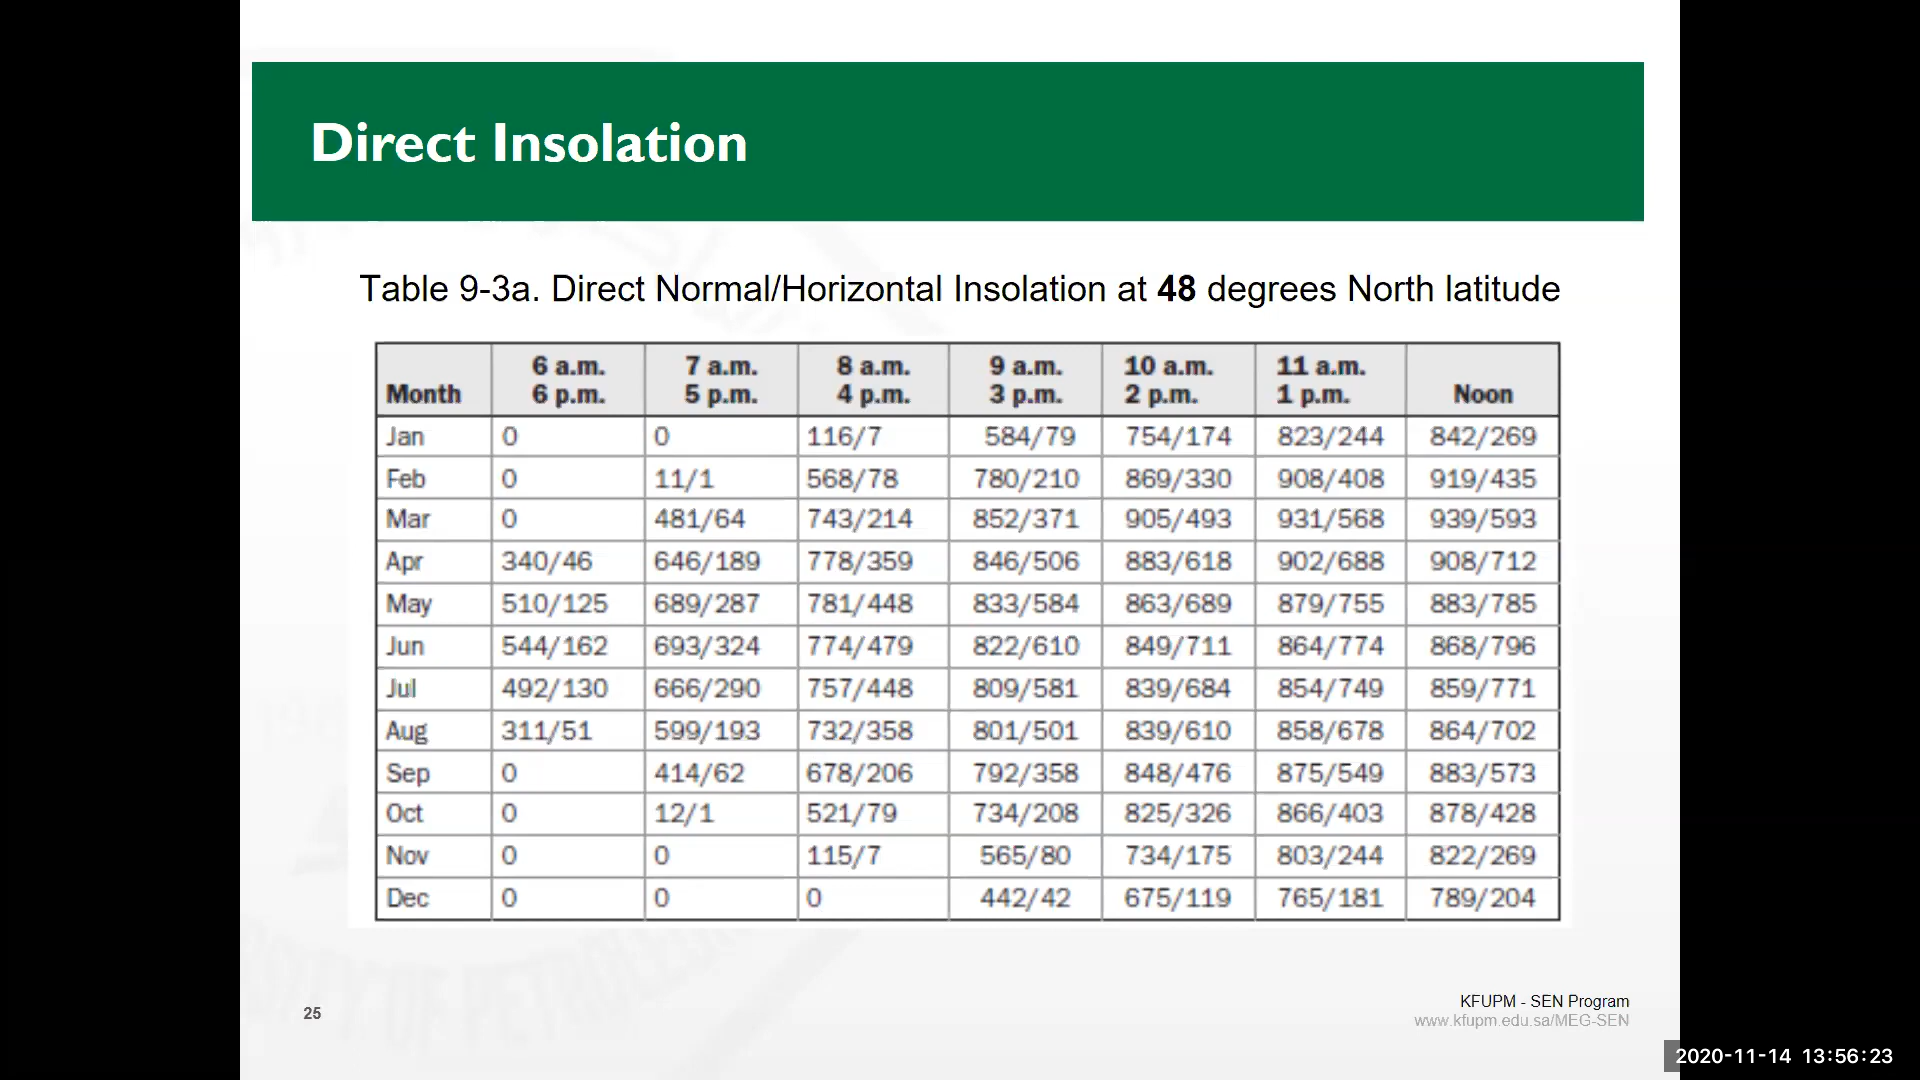 Direct Insolation
Table 9-3a. Direct Normal/Horizontal Insolation at 48 degrees North latitude
Month 6 a.m. 6 p.m. 7 a.m. 5 p.m. 8 a.m. 4 p.m. 9 a.m. 3 p.m. 10 a.m. 2 p.m. 11 a.m. 1 p.m. Noon
Jan 0 0 116/7 584/79 754/174 823/244 842/269
Feb 0 11/1 568/78 780/210 869/330 908/408 919/435
Mar 0 481/64 743/214 852/371 905/493 931/568 939/593
Apr 340/46 646/189 778/359 846/506 883/618 902/688 908/712
May 510/125 689/287 781/448 833/584 863/689 879/755 883/785
Jun 544/162 693/324 774/479 822/610 849/711 864/774 868/796
Jul 492/130 666/290 757/448 809/581 839/684 854/749 859/771
Aug 311/51 599/193 732/358 801/501 839/610 858/678 864/702
Sep 0 414/62 678/206 792/358 848/476 875/549 883/573
Oct 0 12/1 521/79 734/208 825/326 866/403 878/428
Nov 0 0 115/7 565/80 734/175 803/244 822/269
Dec 0 0 0 442/42 675/119 765/181 789/204
25
KFUPM - SEN Program
www.kfupm.edu.sa/MEG-SEN
2020-11-14 13:56:23